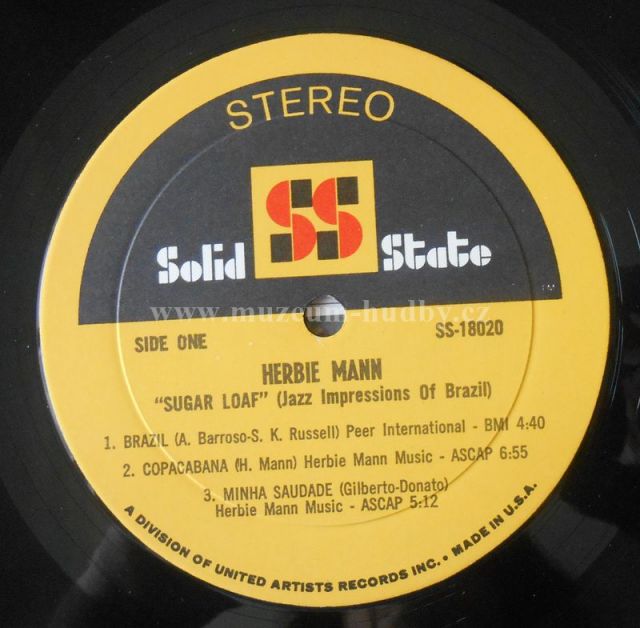 STEREO
SS
Solid State
TM
www.muzeum-hudby.cz
SIDE ONE SS-18020
HERBIE MANN
"SUGAR LOAF" (Jazz Impressions Of Brazil)
1. BRAZIL (A. Barroso-S. K. Russell) Peer International - BMI 4:40
2. COPACABANA (H. Mann) Herbie Mann Music - ASCAP 6:55
3. MINHA SAUDADE (Gilberto-Donato)
Herbie Mann Music - ASCAP 5:12
A DIVISION OF UNITED ARTISTS RECORDS INC. • MADE IN U.S.A.